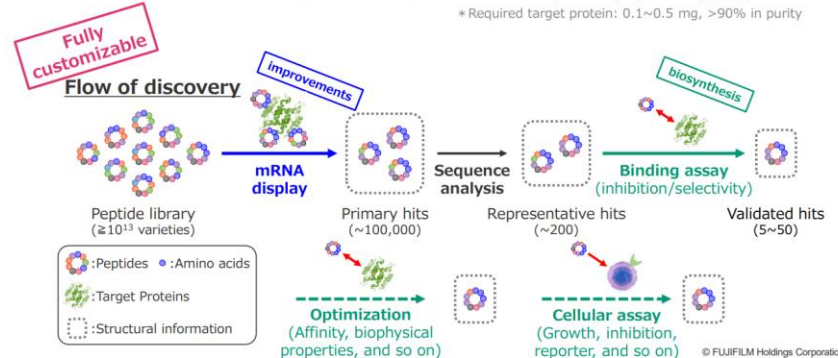 *Required target protein: 0.1~0.5 mg, >90% in purity
Fully
customizable
Flow of discovery
improvements
biosynthesis
mRNA
display
Sequence
analysis
Binding assay
(inhibition/selectivity)
Peptide library
(≧10¹³ varieties)
Primary hits
(~100,000)
Representative hits
(~200)
Validated hits
(5~50)
:Peptides
:Amino acids
:Target Proteins
:Structural information
Optimization
(Affinity, biophysical
properties, and so on)
Cellular assay
(Growth, inhibition,
reporter, and so on)